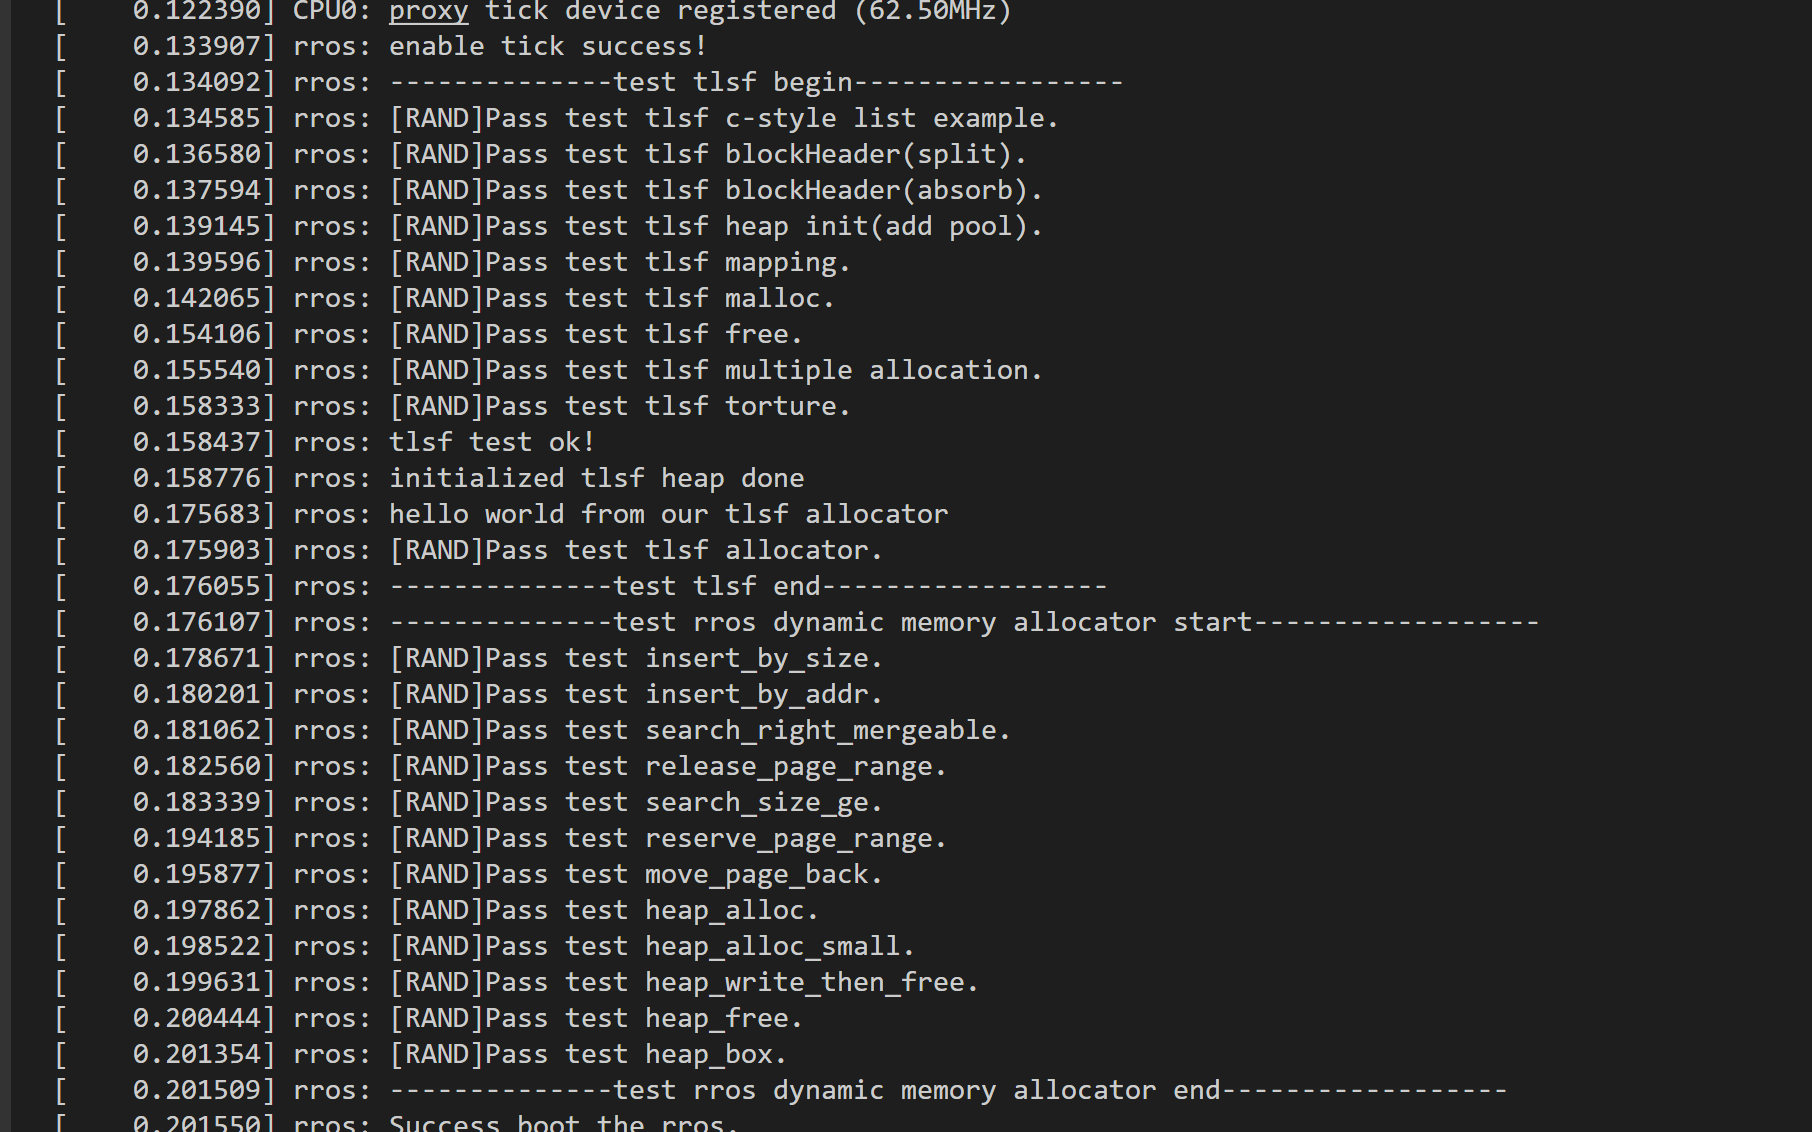 [    0.122390] CPU0: proxy tick device registered (62.50MHz)
[    0.133907] rros: enable tick success!
[    0.134092] rros: --------------test tlsf begin-----------------
[    0.134585] rros: [RAND]Pass test tlsf c-style list example.
[    0.136580] rros: [RAND]Pass test tlsf blockHeader(split).
[    0.137594] rros: [RAND]Pass test tlsf blockHeader(absorb).
[    0.139145] rros: [RAND]Pass test tlsf heap init(add pool).
[    0.139596] rros: [RAND]Pass test tlsf mapping.
[    0.142065] rros: [RAND]Pass test tlsf malloc.
[    0.154106] rros: [RAND]Pass test tlsf free.
[    0.155540] rros: [RAND]Pass test tlsf multiple allocation.
[    0.158333] rros: [RAND]Pass test tlsf torture.
[    0.158437] rros: tlsf test ok!
[    0.158776] rros: initialized tlsf heap done
[    0.175683] rros: hello world from our tlsf allocator
[    0.175903] rros: [RAND]Pass test tlsf allocator.
[    0.176055] rros: --------------test tlsf end------------------
[    0.176107] rros: --------------test rros dynamic memory allocator start------------------
[    0.178671] rros: [RAND]Pass test insert_by_size.
[    0.180201] rros: [RAND]Pass test insert_by_addr.
[    0.181062] rros: [RAND]Pass test search_right_mergeable.
[    0.182560] rros: [RAND]Pass test release_page_range.
[    0.183339] rros: [RAND]Pass test search_size_ge.
[    0.194185] rros: [RAND]Pass test reserve_page_range.
[    0.195877] rros: [RAND]Pass test move_page_back.
[    0.197862] rros: [RAND]Pass test heap_alloc.
[    0.198522] rros: [RAND]Pass test heap_alloc_small.
[    0.199631] rros: [RAND]Pass test heap_write_then_free.
[    0.200444] rros: [RAND]Pass test heap_free.
[    0.201354] rros: [RAND]Pass test heap_box.
[    0.201509] rros: --------------test rros dynamic memory allocator end------------------
[    0.201550] rros: Success boot the rros.